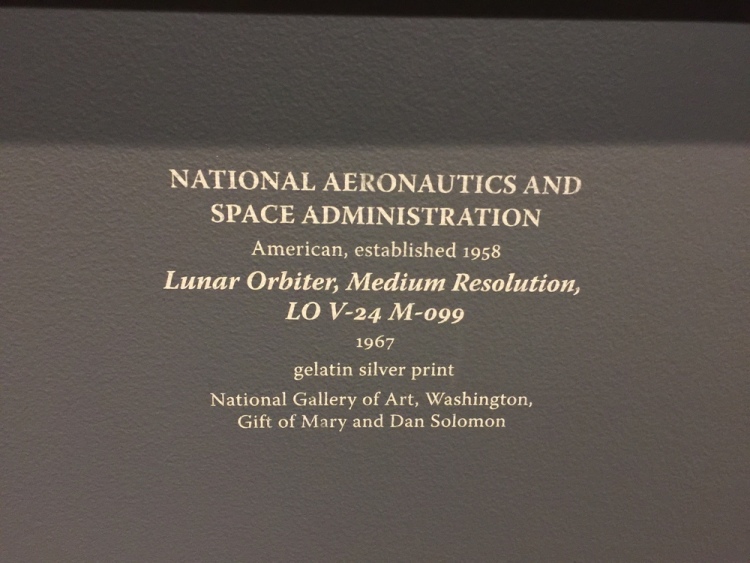 NATIONAL AERONAUTICS AND
SPACE ADMINISTRATION
American, established 1958
Lunar Orbiter, Medium Resolution,
LO V-24 M-099
1967
gelatin silver print
National Gallery of Art, Washington,
Gift of Mary and Dan Solomon